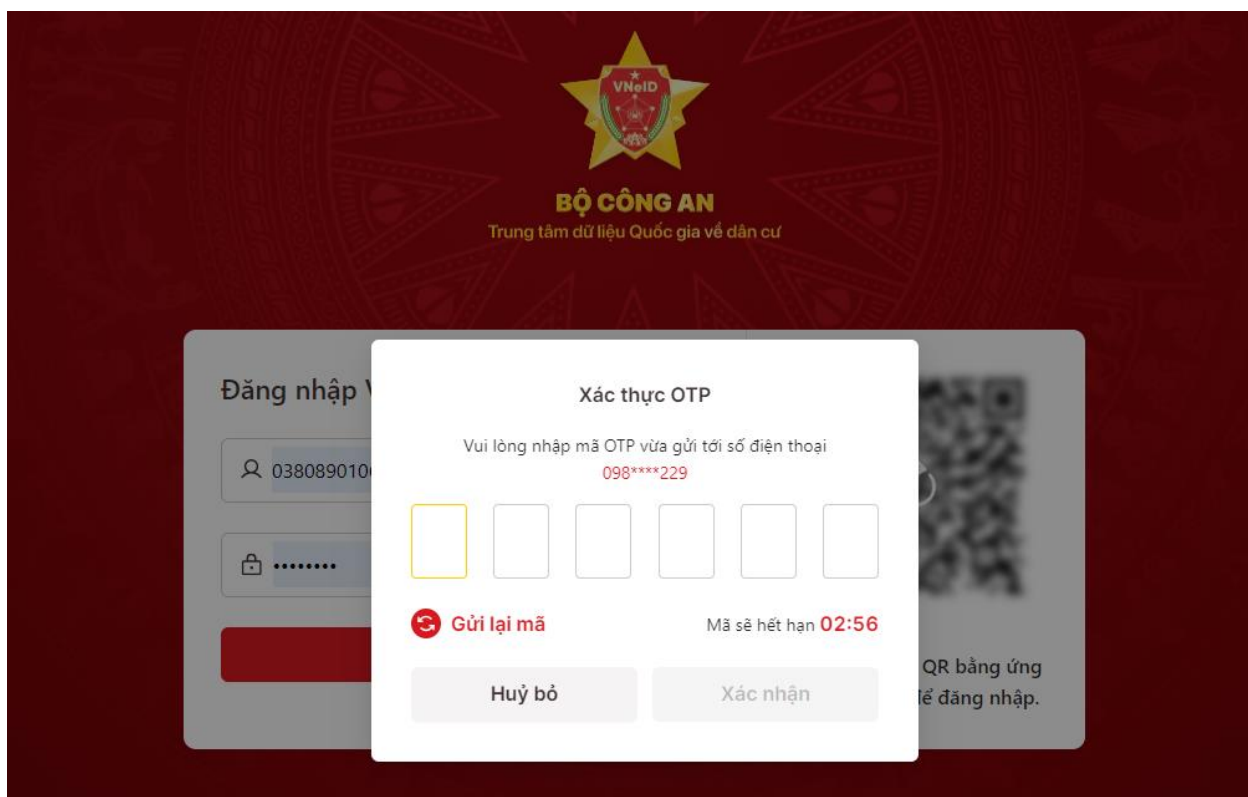 VNeID
BỘ CÔNG AN
Trung tâm dữ liệu Quốc gia về dân cư
Đăng nhập
Xác thực OTP
Vui lòng nhập mã OTP vừa gửi tới số điện thoại
098****229
038089010
••••••••
Gửi lại mã
Mã sẽ hết hạn 02:56
Huỷ bỏ
Xác nhận
QR bằng ứng
để đăng nhập.